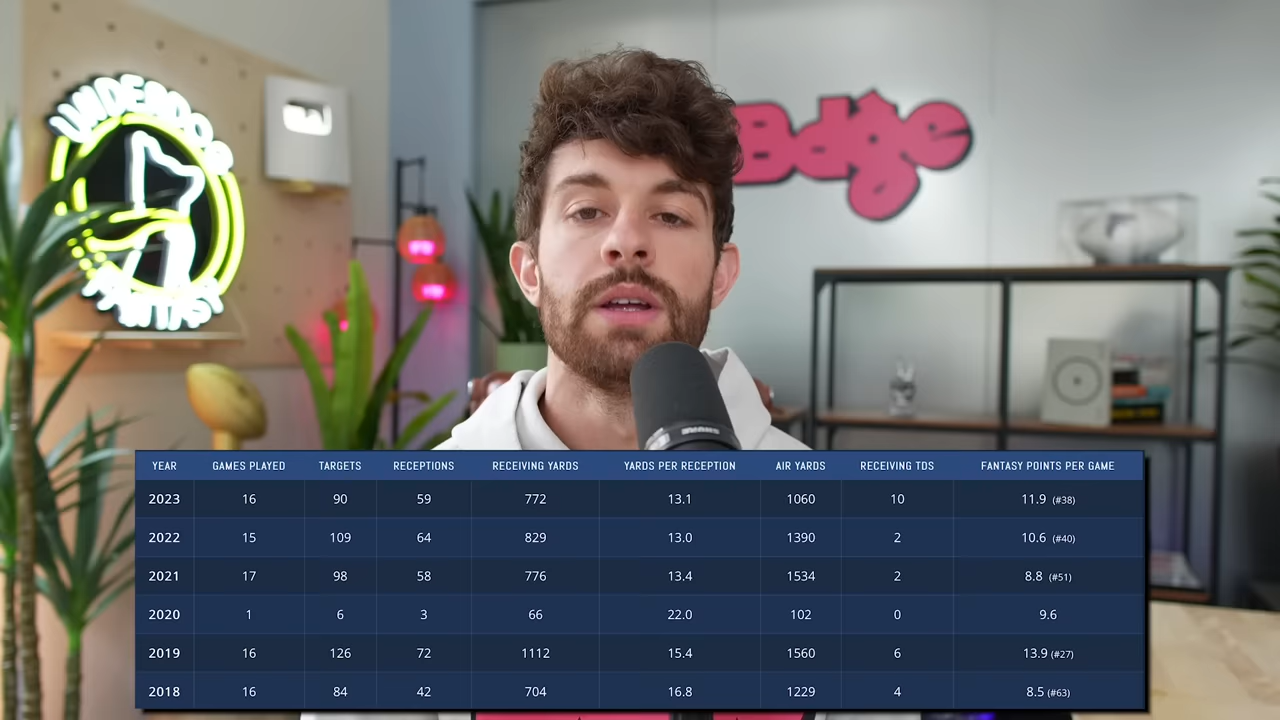 UNDERDOG
FANTASY
Edge
SHURE
YEAR GAMES PLAYED TARGETS RECEPTIONS RECEIVING YARDS YARDS PER RECEPTION AIR YARDS RECEIVING TDS FANTASY POINTS PER GAME
2023 16 90 59 772 13.1 1060 10 11.9 (#38)
2022 15 109 64 829 13.0 1390 2 10.6 (#40)
2021 17 98 58 776 13.4 1534 2 8.8 (#51)
2020 1 6 3 66 22.0 102 0 9.6
2019 16 126 72 1112 15.4 1560 6 13.9 (#27)
2018 16 84 42 704 16.8 1229 4 8.5 (#63)